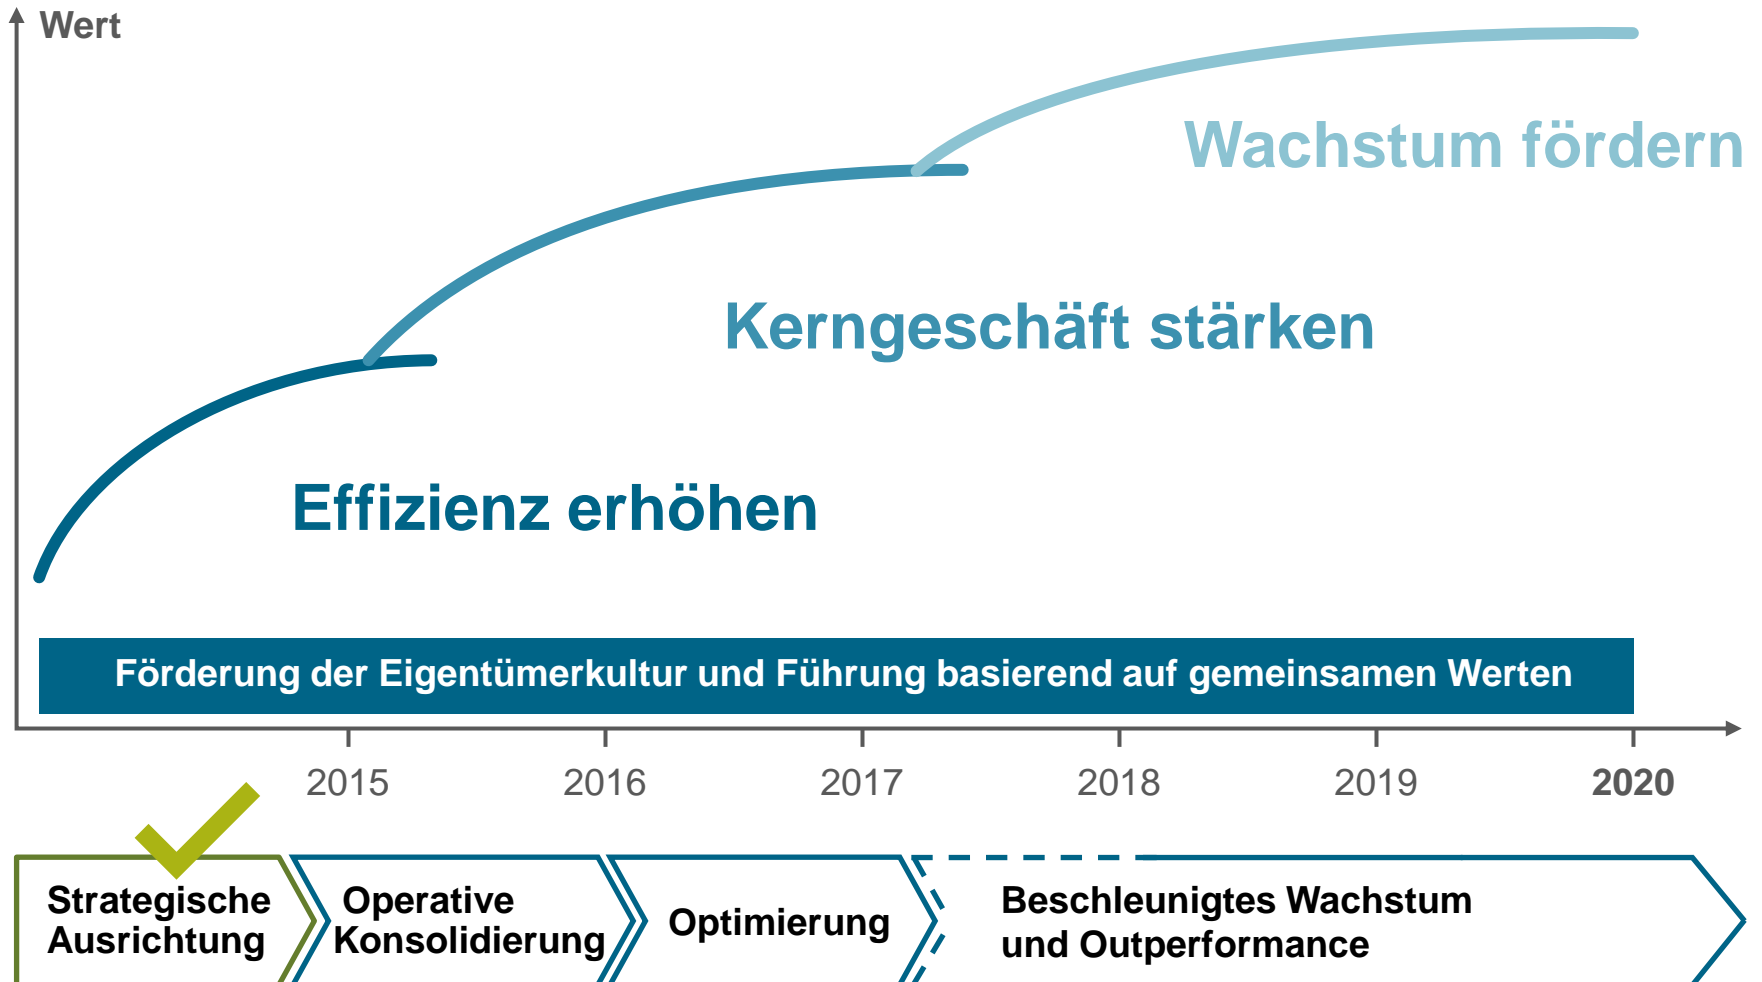 Wert
Wachstum fördern
Kerngeschäft stärken
Effizienz erhöhen
Förderung der Eigentümerkultur und Führung basierend auf gemeinsamen Werten
2015 2016 2017 2018 2019 2020
Strategische
Ausrichtung
Operative
Konsolidierung
Optimierung
Beschleunigtes Wachstum
und Outperformance